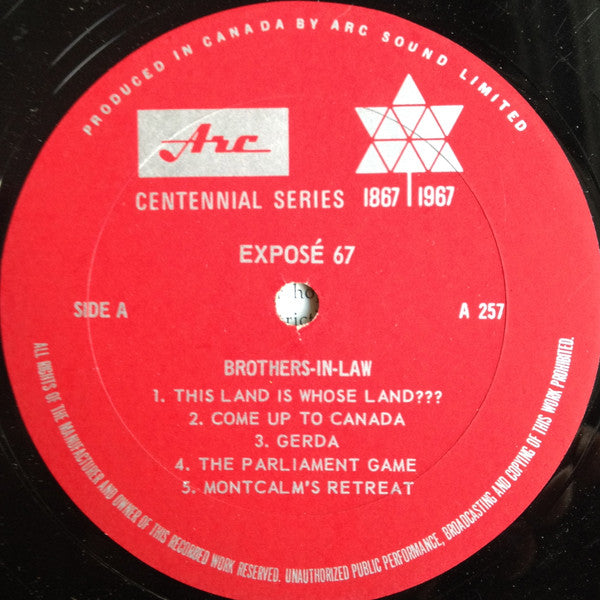 PRODUCED IN CANADA BY ARC SOUND LIMITED
Arc
CENTENNIAL SERIES 1867 1967
EXPOSÉ 67
SIDE A
A 257
BROTHERS-IN-LAW
1. THIS LAND IS WHOSE LAND???
2. COME UP TO CANADA
3. GERDA
4. THE PARLIAMENT GAME
5. MONTCALM'S RETREAT
ALL RIGHTS OF THE MANUFACTURER AND OWNER OF THIS RECORDED WORK RESERVED. UNAUTHORIZED PUBLIC PERFORMANCE, BROADCASTING AND COPYING OF THIS WORK PROHIBITED.